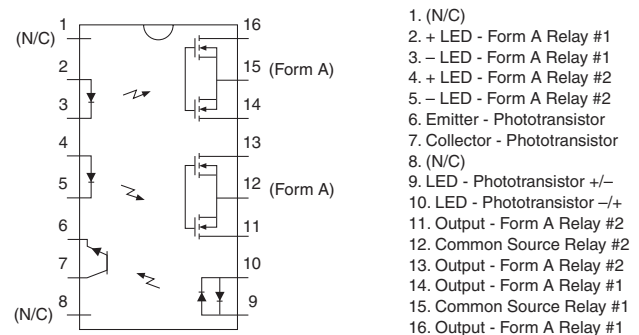 1
(N/C)
2
3
4
5
6
7
8
(N/C)
16
15 (Form A)
14
13
12 (Form A)
11
10
9
1. (N/C)
2. + LED - Form A Relay #1
3. – LED - Form A Relay #1
4. + LED - Form A Relay #2
5. – LED - Form A Relay #2
6. Emitter - Phototransistor
7. Collector - Phototransistor
8. (N/C)
9. LED - Phototransistor +/–
10. LED - Phototransistor –/+
11. Output - Form A Relay #2
12. Common Source Relay #2
13. Output - Form A Relay #2
14. Output - Form A Relay #1
15. Common Source Relay #1
16. Output - Form A Relay #1